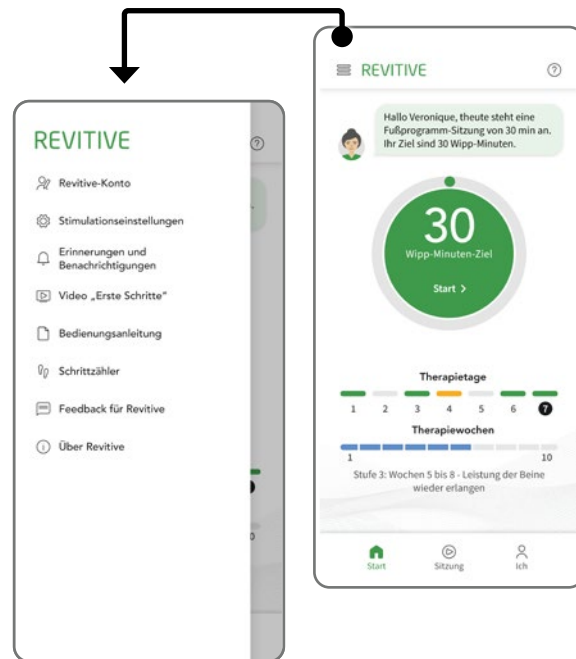 REVITIVE
Revitive-Konto
Stimulationseinstellungen
Erinnerungen und
Benachrichtigungen
Video „Erste Schritte“
Bedienungsanleitung
Schrittzähler
Feedback für Revitive
Über Revitive
REVITIVE
Hallo Veronique, theute steht eine
Fußprogramm-Sitzung von 30 min an.
Ihr Ziel sind 30 Wipp-Minuten.
30
Wipp-Minuten-Ziel
Start >
Therapietage
1 2 3 4 5 6 7
Therapiewochen
1 10
Stufe 3: Wochen 5 bis 8 - Leistung der Beine
wieder erlangen
Start Sitzung Ich